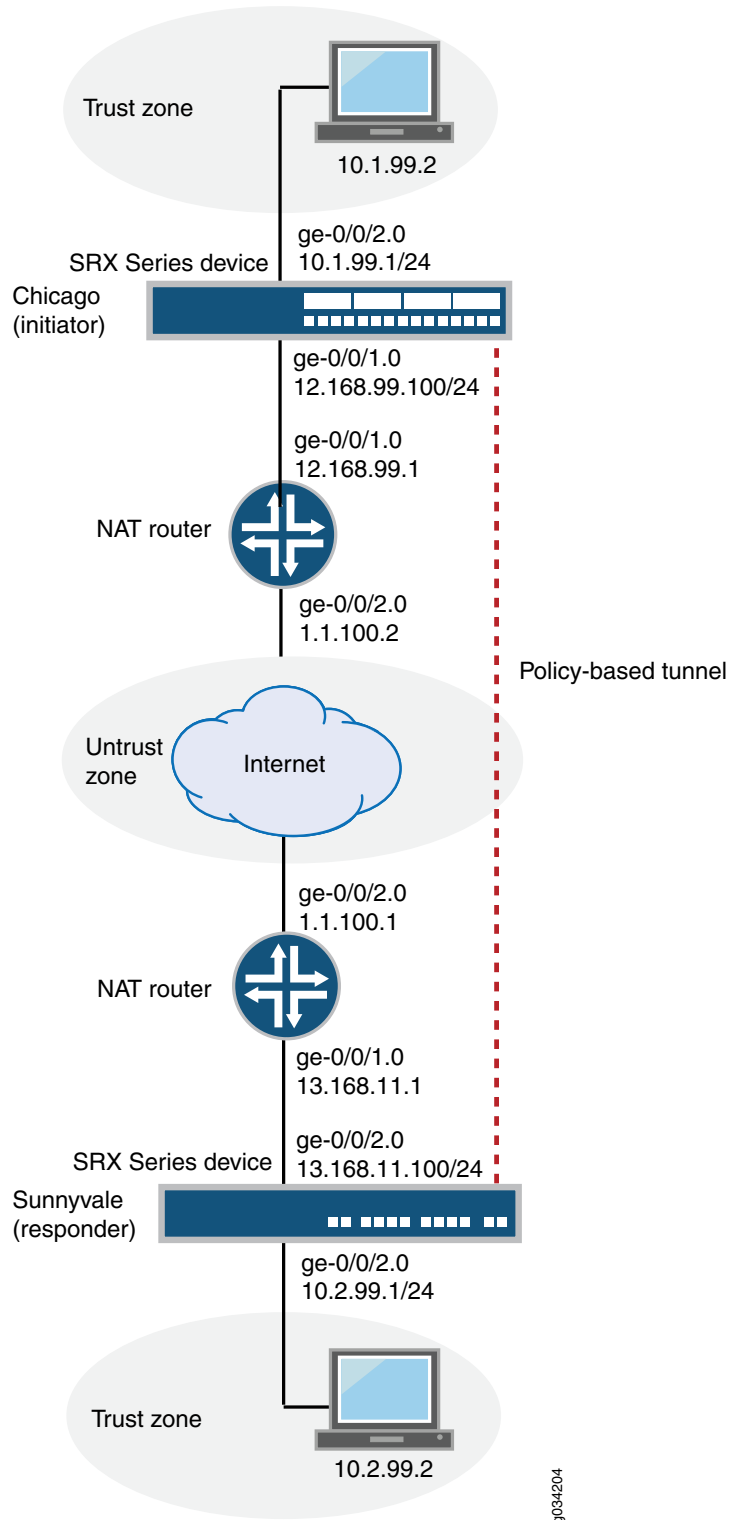 Trust zone
10.1.99.2
ge-0/0/2.0
10.1.99.1/24
SRX Series device
Chicago
(initiator)
ge-0/0/1.0
12.168.99.100/24
ge-0/0/1.0
12.168.99.1
NAT router
ge-0/0/2.0
1.1.100.2
Policy-based tunnel
Untrust
zone
Internet
ge-0/0/2.0
1.1.100.1
NAT router
ge-0/0/1.0
13.168.11.1
ge-0/0/2.0
13.168.11.100/24
SRX Series device
Sunnyvale
(responder)
ge-0/0/2.0
10.2.99.1/24
Trust zone
10.2.99.2
g034204